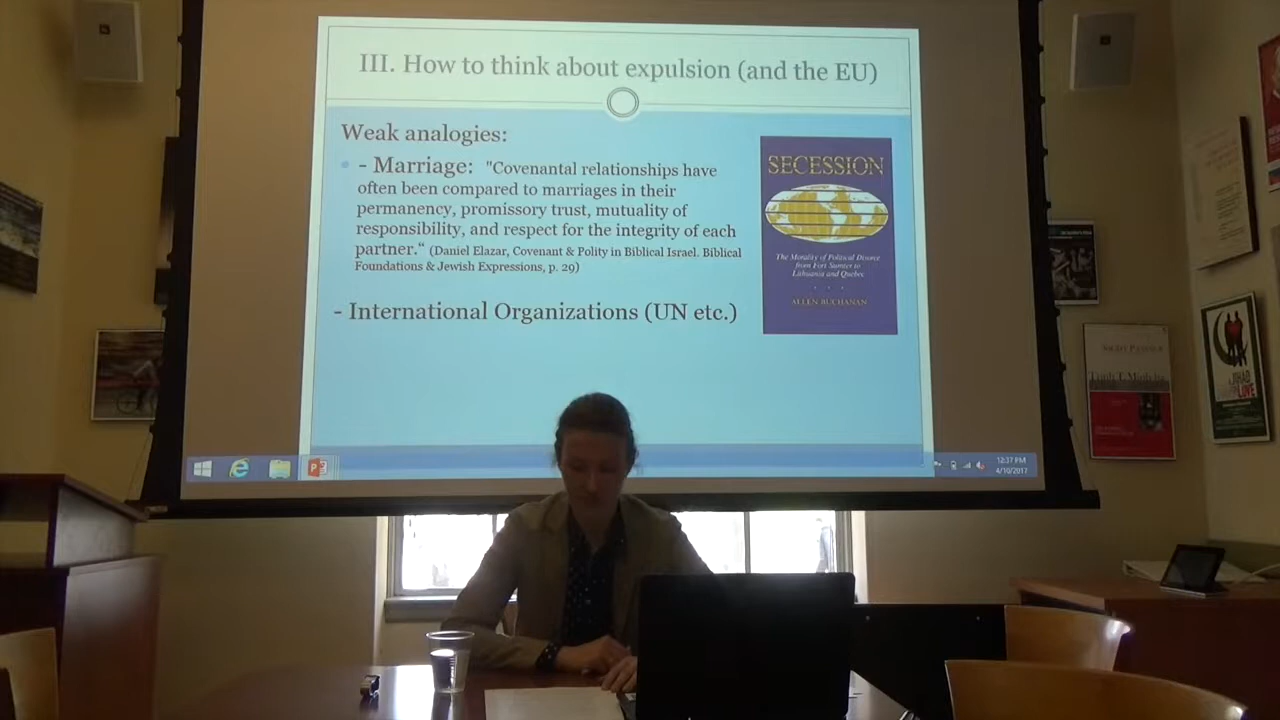 III. How to think about expulsion (and the EU)
Weak analogies:
- Marriage: "Covenantal relationships have
often been compared to marriages in their
permanency, promissory trust, mutuality of
responsibility, and respect for the integrity of each
partner.“ (Daniel Elazar, Covenant & Polity in Biblical Israel. Biblical
Foundations & Jewish Expressions, p. 29)
- International Organizations (UN etc.)
SECESSION
The Morality of Political Divorce
from Fort Sumter to
Lithuania and Quebec
ALLEN BUCHANAN
12:37 PM
4/10/2017
JIHAD
LOVE